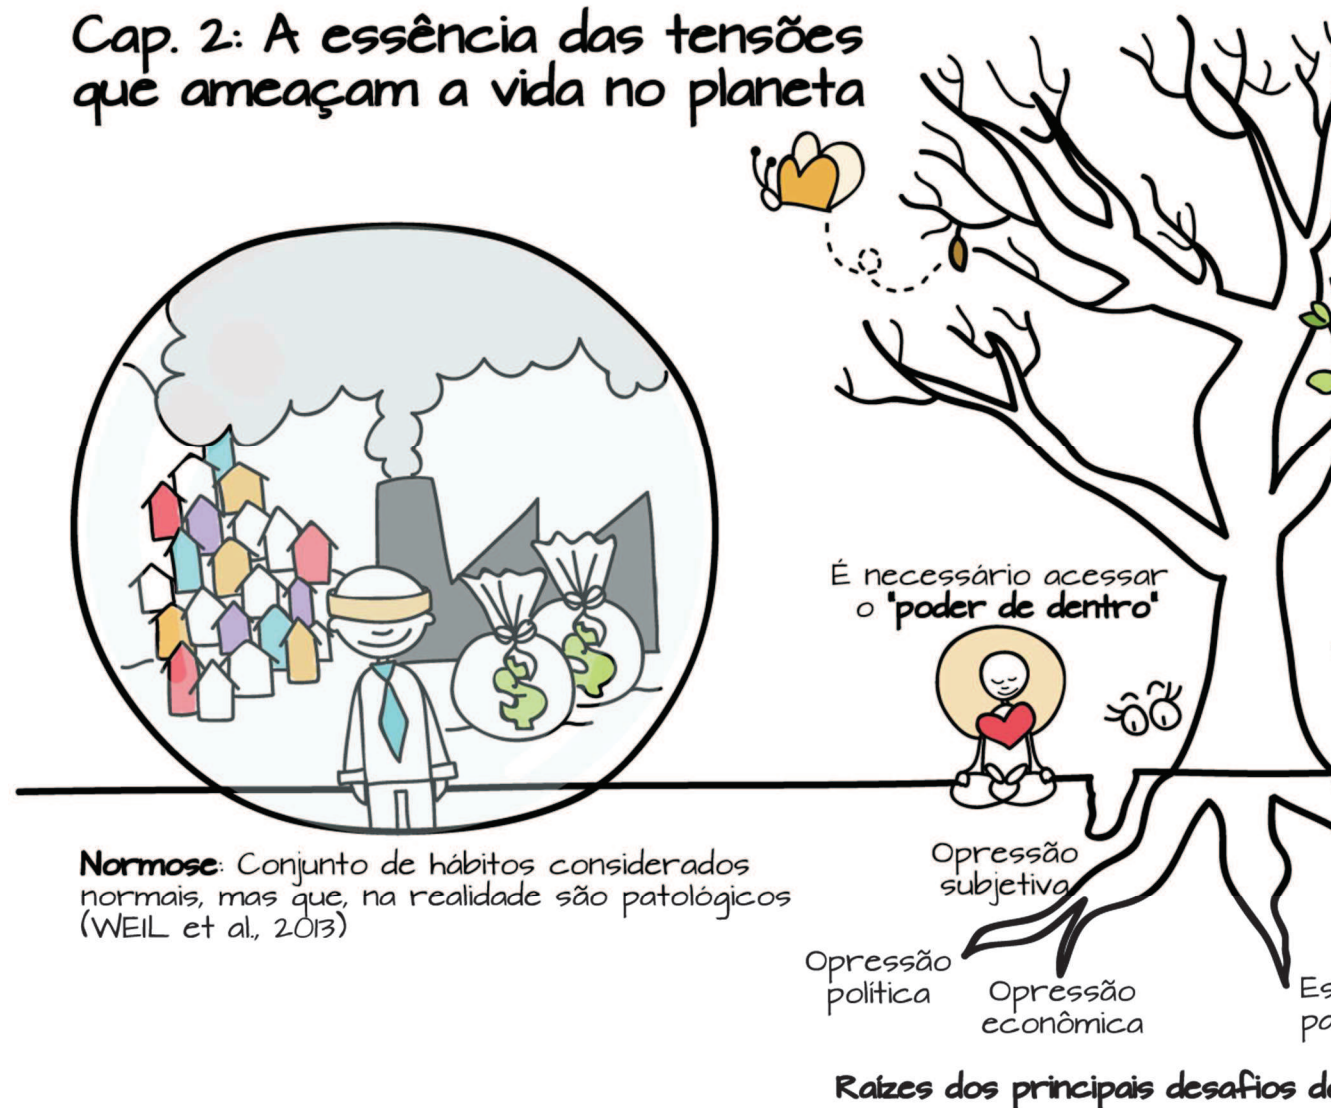 Cap. 2: A essência das tensões
que ameaçam a vida no planeta
É necessário acessar
o "poder de dentro"
Normose: Conjunto de hábitos considerados
normais, mas que, na realidade são patológicos
(WEIL et al., 2013)
Opressão
subjetiva
Opressão
política
Opressão
econômica
Raízes dos principais desafios